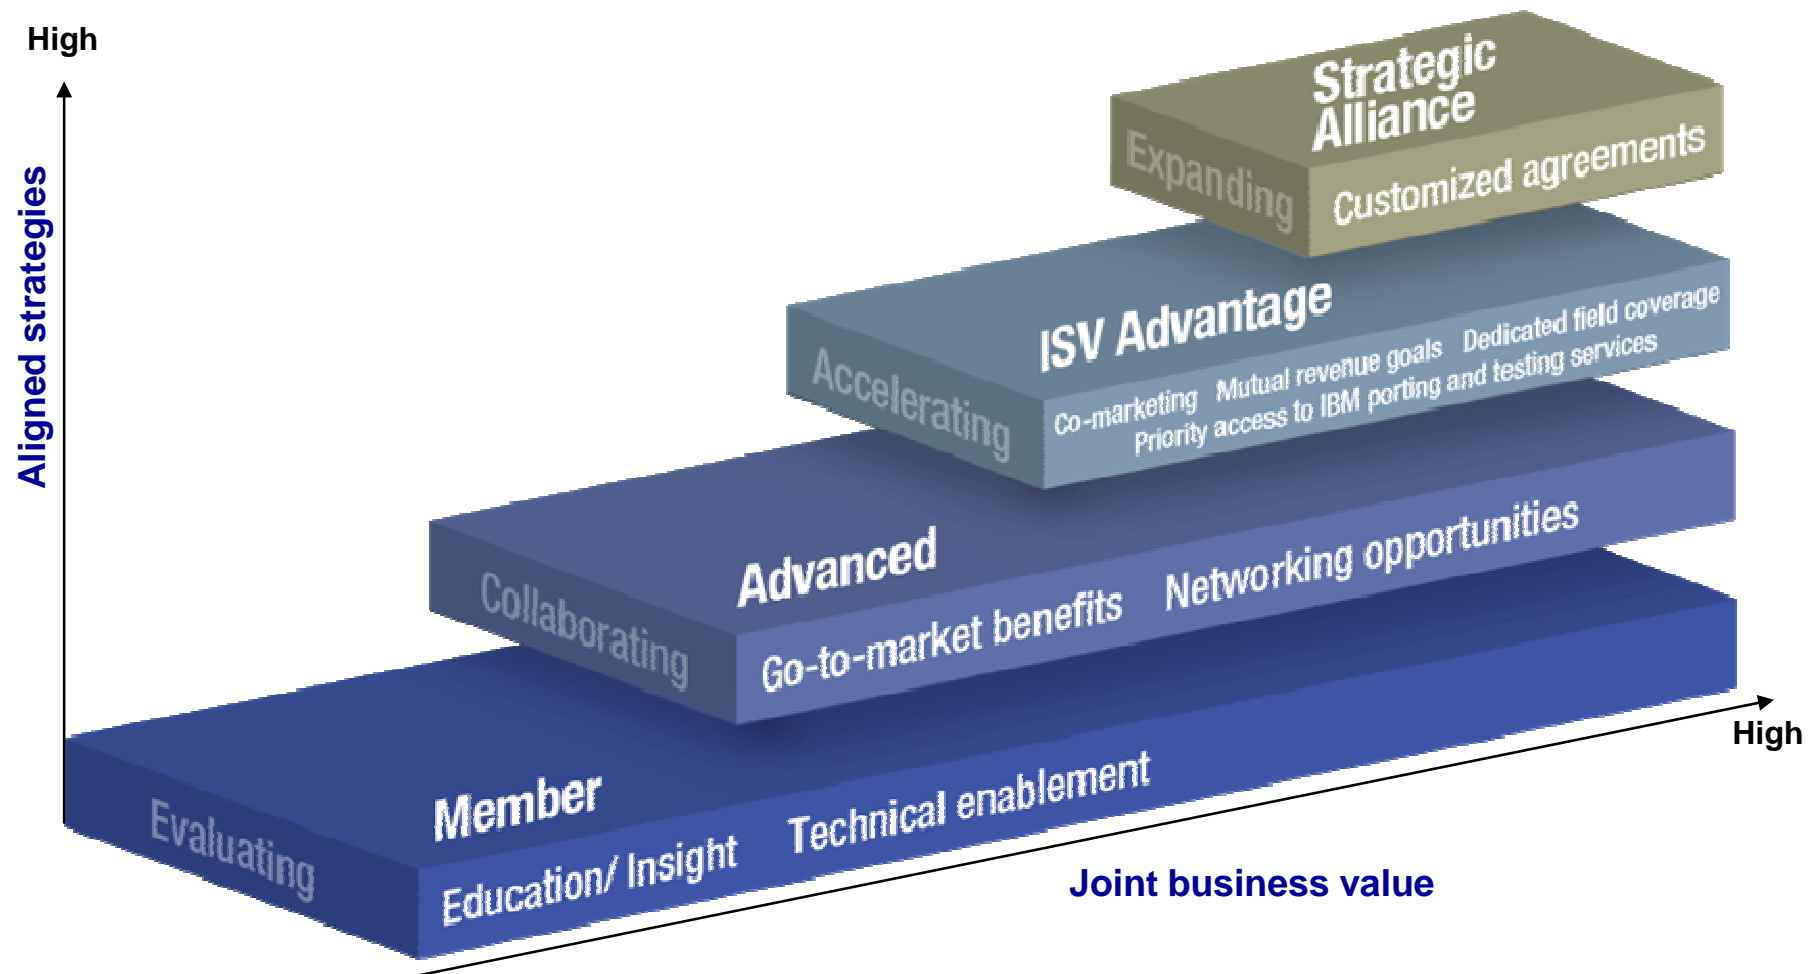 High
Aligned strategies
Strategic
Alliance
Expanding
Customized agreements
ISV Advantage
Accelerating
Co-marketing Mutual revenue goals Dedicated field coverage
Priority access to IBM porting and testing services
Advanced
Collaborating
Go-to-market benefits Networking opportunities
Member
Evaluating
Education/ Insight Technical enablement
High
Joint business value